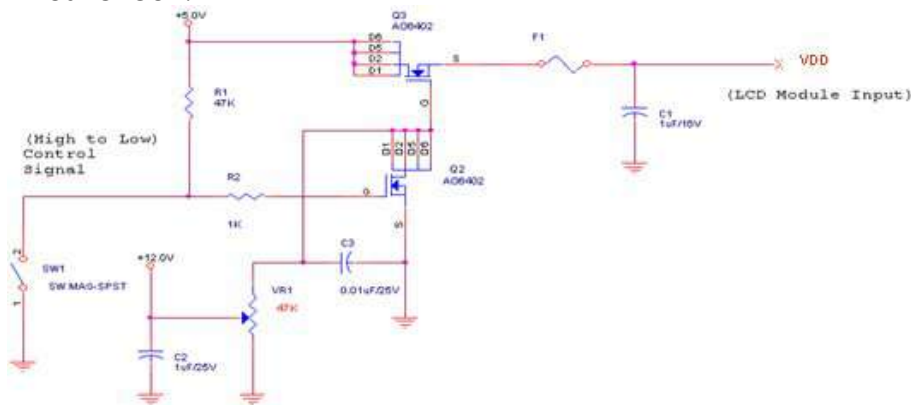 +5.0V
Q3
AO6402
D6
D5
D2
D1
S
G
F1
VDD
(LCD Module Input)
C1
1uF/16V
R1
47K
(High to Low)
Control
Signal
D1
D2
D5
D6
Q2
AO6402
R2
1K
G
S
2
SW1
SW MAG-SPST
1
+12.0V
C3
0.01uF/25V
VR1
47K
C2
1uF/25V